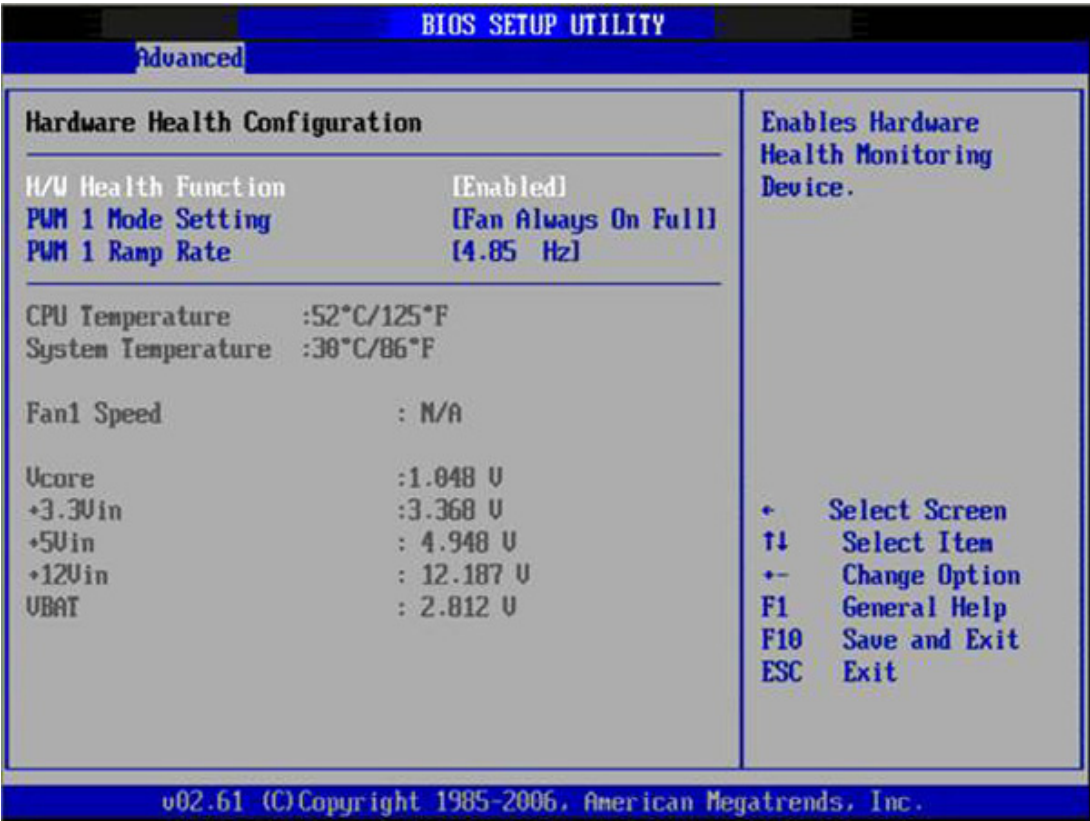 BIOS SETUP UTILITY
Advanced
Hardware Health Configuration
H/W Health Function [Enabled]
PWM 1 Mode Setting [Fan Always On Full]
PWM 1 Ramp Rate [4.85 Hz]
CPU Temperature :52°C/125°F
System Temperature :30°C/86°F
Fan1 Speed : N/A
Vcore :1.048 V
+3.3Vin :3.368 V
+5Vin : 4.948 V
+12Vin : 12.187 V
VBAT : 2.812 V
Enables Hardware
Health Monitoring
Device.
← Select Screen
↑↓ Select Item
+- Change Option
F1 General Help
F10 Save and Exit
ESC Exit
v02.61 (C)Copyright 1985-2006, American Megatrends, Inc.